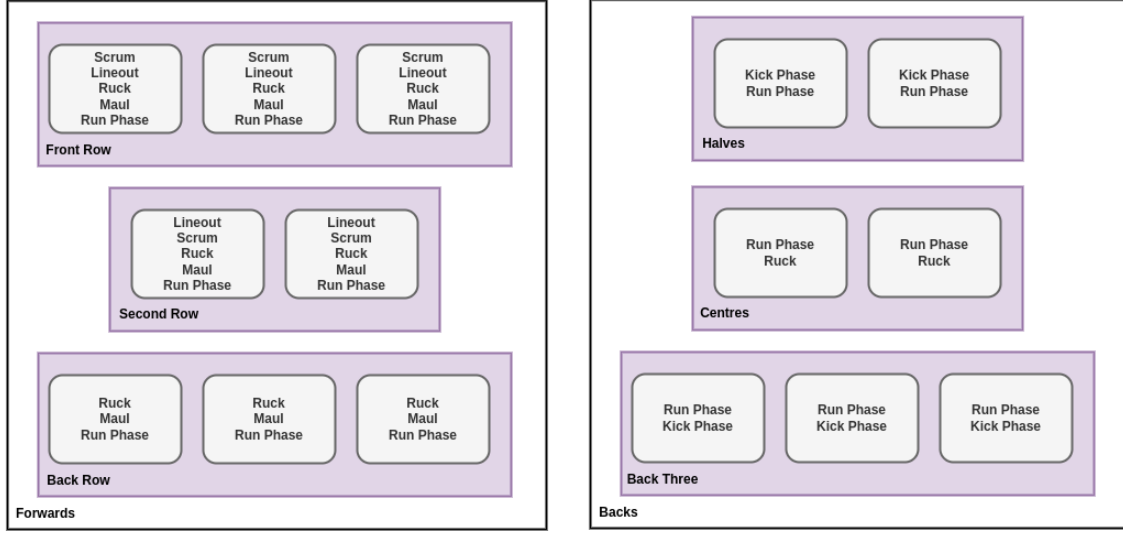 Scrum
Lineout
Ruck
Maul
Run Phase
Scrum
Lineout
Ruck
Maul
Run Phase
Scrum
Lineout
Ruck
Maul
Run Phase
Front Row
Lineout
Scrum
Ruck
Maul
Run Phase
Lineout
Scrum
Ruck
Maul
Run Phase
Second Row
Ruck
Maul
Run Phase
Ruck
Maul
Run Phase
Ruck
Maul
Run Phase
Back Row
Forwards
Kick Phase
Run Phase
Kick Phase
Run Phase
Halves
Run Phase
Ruck
Run Phase
Ruck
Centres
Run Phase
Kick Phase
Run Phase
Kick Phase
Run Phase
Kick Phase
Back Three
Backs